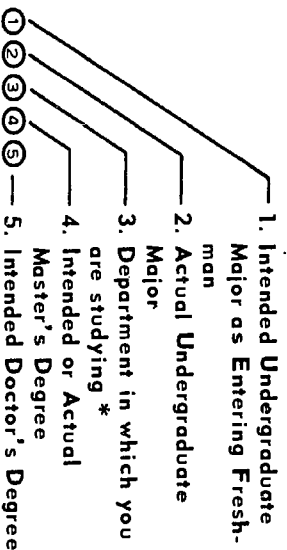 1. Intended Undergraduate
Major as Entering Fresh-
man
2. Actual Undergraduate
Major
3. Department in which you
are studying *
4. Intended or Actual
Master's Degree
5. Intended Doctor's Degree
① ② ③ ④ ⑤